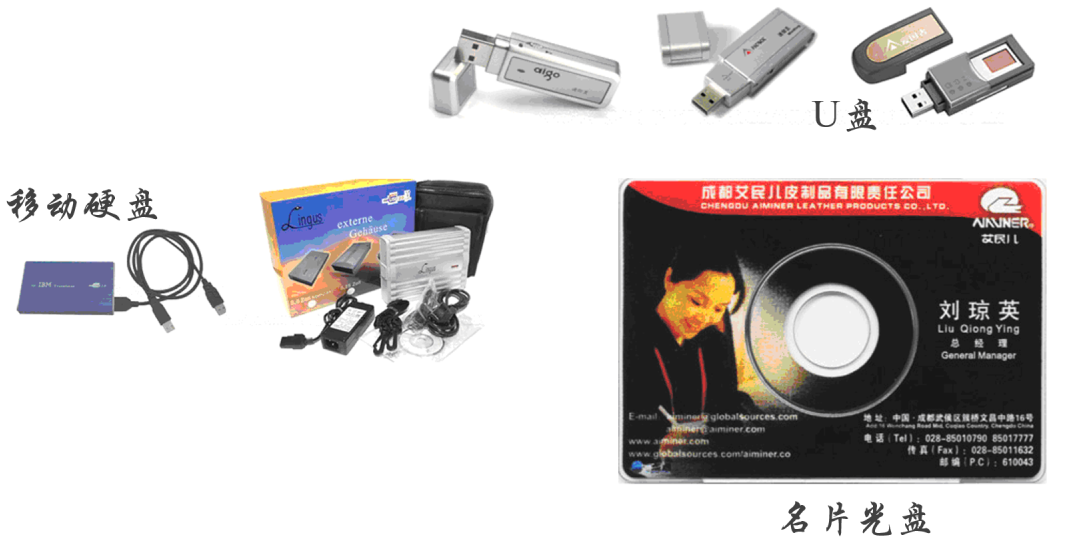 aigo
AIMINER
U盘
移动硬盘
IBM
Lingus
externe
Gehäuse
Lingus
成都艾民儿皮制品有限责任公司
CHENGDU AIMINER LEATHER PRODUCTS CO.,LTD.
AIMINER
艾民儿
刘琼英
Liu Qiong Ying
总经理
General Manager
E-mail aiminer@globalsources.com
aiminer@aiminer.com
www.aiminer.com
www.globalsources.com/aiminer.co
地址:中国·成都武侯区簇桥文昌中路16号
电话(Tel):028-85010790 85017777
传真(Fax):028-85011632
邮编(P.C):610043
名片光盘